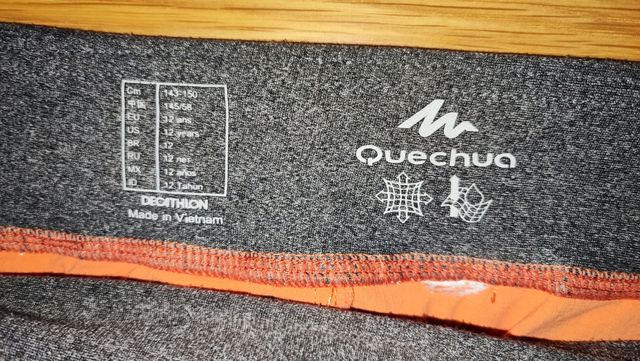 Cm 143-150
中国 145/58
EU 12 ans
US 12 years
BR 12
RU 12 лет
MX 12 años
ID 12 Tahun
DECATHLON
Made in Vietnam
Quechua